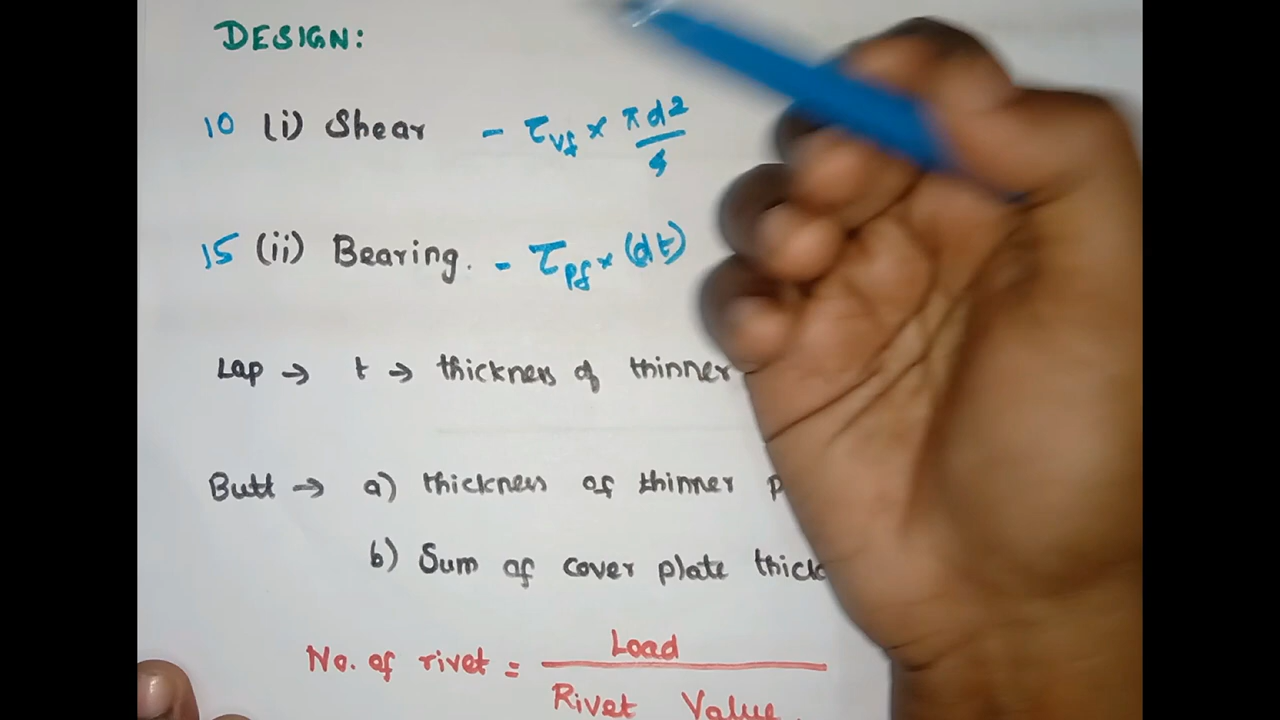 DESIGN:
10 (i) Shear - τvf × πd²/4
15 (ii) Bearing. - τpf × (dt)
Lap → t → thickness of thinner
Butt → a) thickness of thinner
b) Sum of cover plate
No. of rivet = Load
Rivet Value.